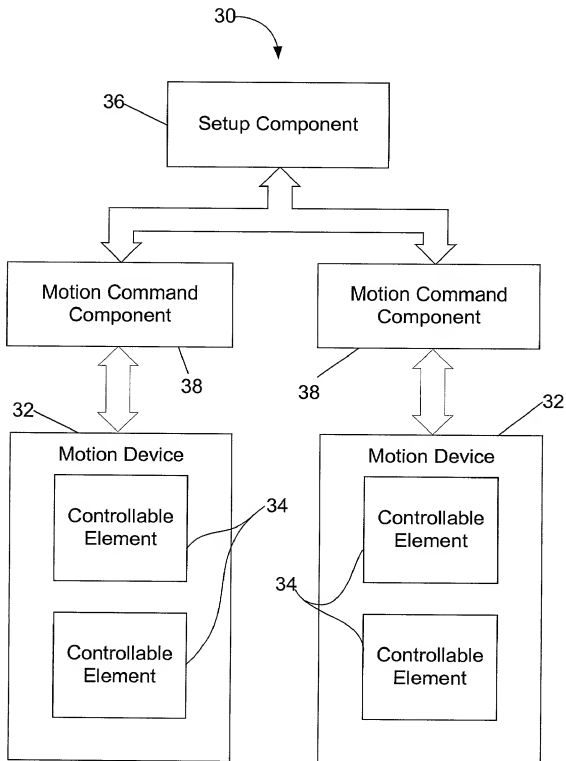 30
36
Setup Component
Motion Command
Component
Motion Command
Component
38
38
32
32
Motion Device
Motion Device
Controllable
Element
Controllable
Element
34
34
Controllable
Element
Controllable
Element